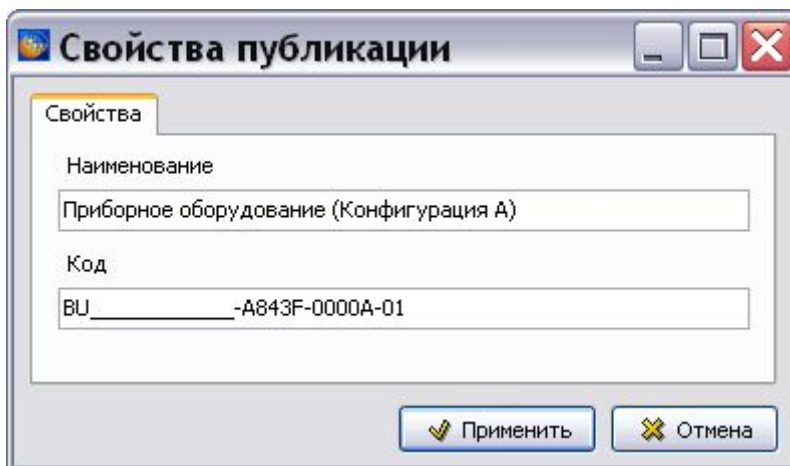 Свойства публикации
Свойства
Наименование
Приборное оборудование (Конфигурация А)
Код
BU____________-A843F-0000A-01
Применить
Отмена